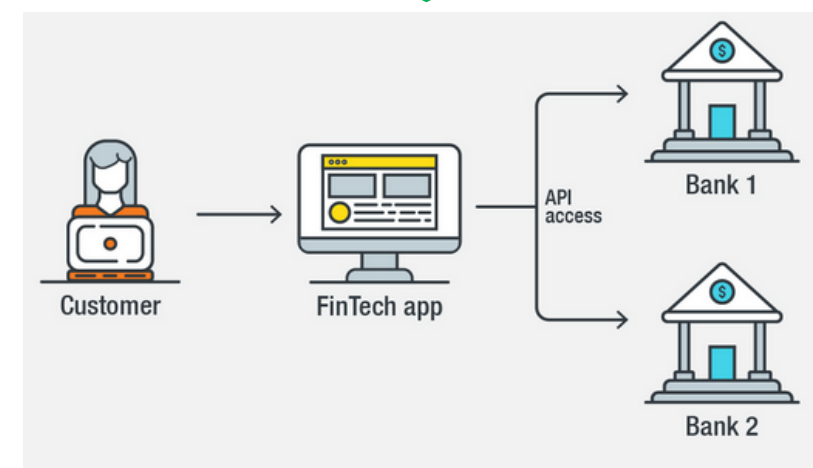 Customer
FinTech app
API
access
$
Bank 1
$
Bank 2